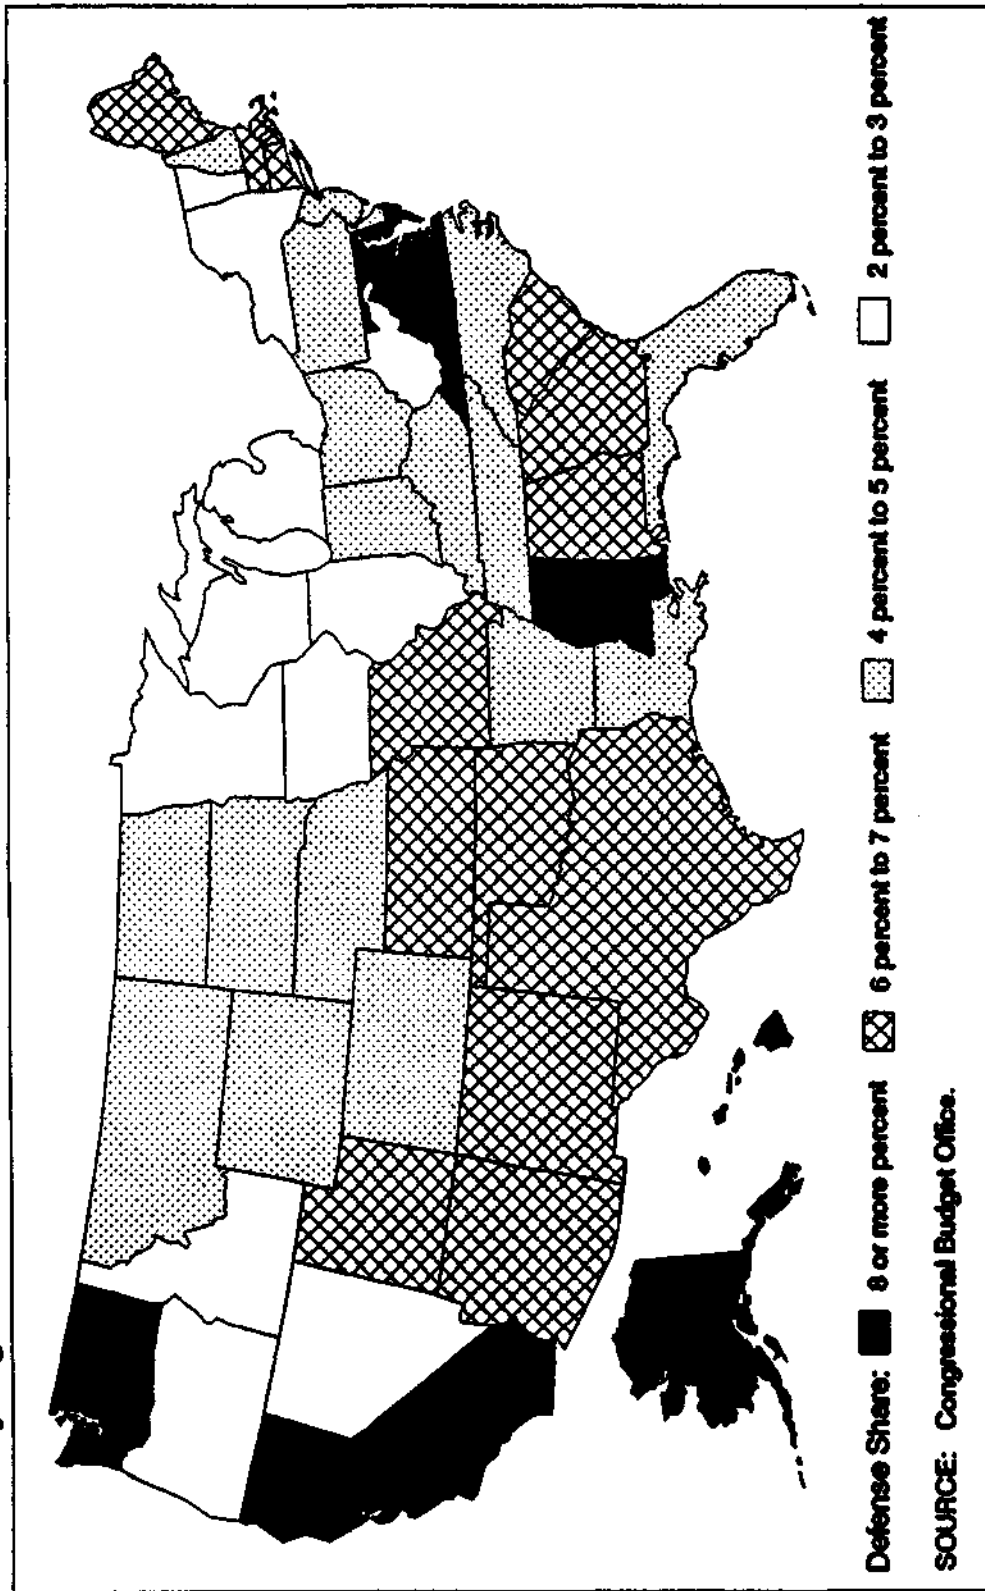 Defense Share: 8 or more percent 6 percent to 7 percent 4 percent to 5 percent 2 percent to 3 percent
SOURCE: Congressional Budget Office.